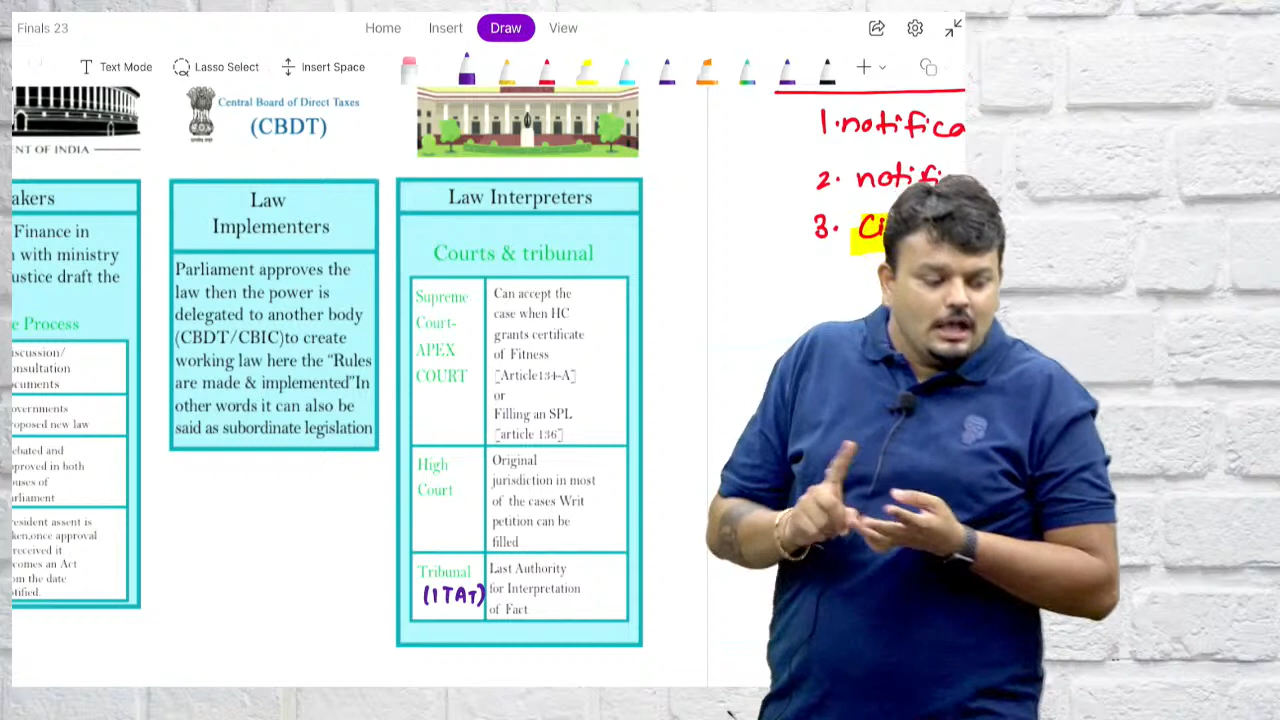 Finals 23
Home
Insert
Draw
View
Text Mode
Lasso Select
Insert Space
NT OF INDIA
Central Board of Direct Taxes
(CBDT)
akers
Finance in
with ministry
ustice draft the
e Process
iscussion/
onsultation
cuments
overnments
oposed new law
ebated and
pproved in both
ouses of
arliament
resident assent is
ken,once approval
received it
comes an Act
om the date
otified.
Law
Implementers
Parliament approves the
law then the power is
delegated to another body
(CBDT/CBIC)to create
working law here the “Rules
are made & implemented”In
other words it can also be
said as subordinate legislation
Law Interpreters
Courts & tribunal
Supreme
Court-
APEX
COURT
Can accept the
case when HC
grants certificate
of Fitness
[Article134-A]
or
Filling an SPL
[article 136]
High
Court
Original
jurisdiction in most
of the cases Writ
petition can be
filled
Tribunal
(ITAT)
Last Authority
for Interpretation
of Fact
1. notifica
2. notifi
3. Ci